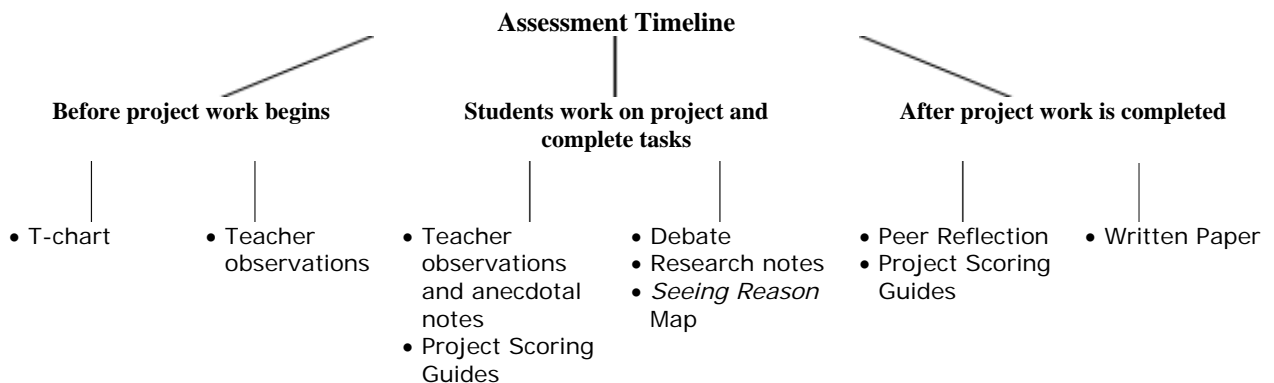 Assessment Timeline
Before project work begins
Students work on project and
complete tasks
After project work is completed
• T-chart
• Teacher
observations
• Teacher
observations
and anecdotal
notes
• Project Scoring
Guides
• Debate
• Research notes
• Seeing Reason
Map
• Peer Reflection
• Project Scoring
Guides
• Written Paper